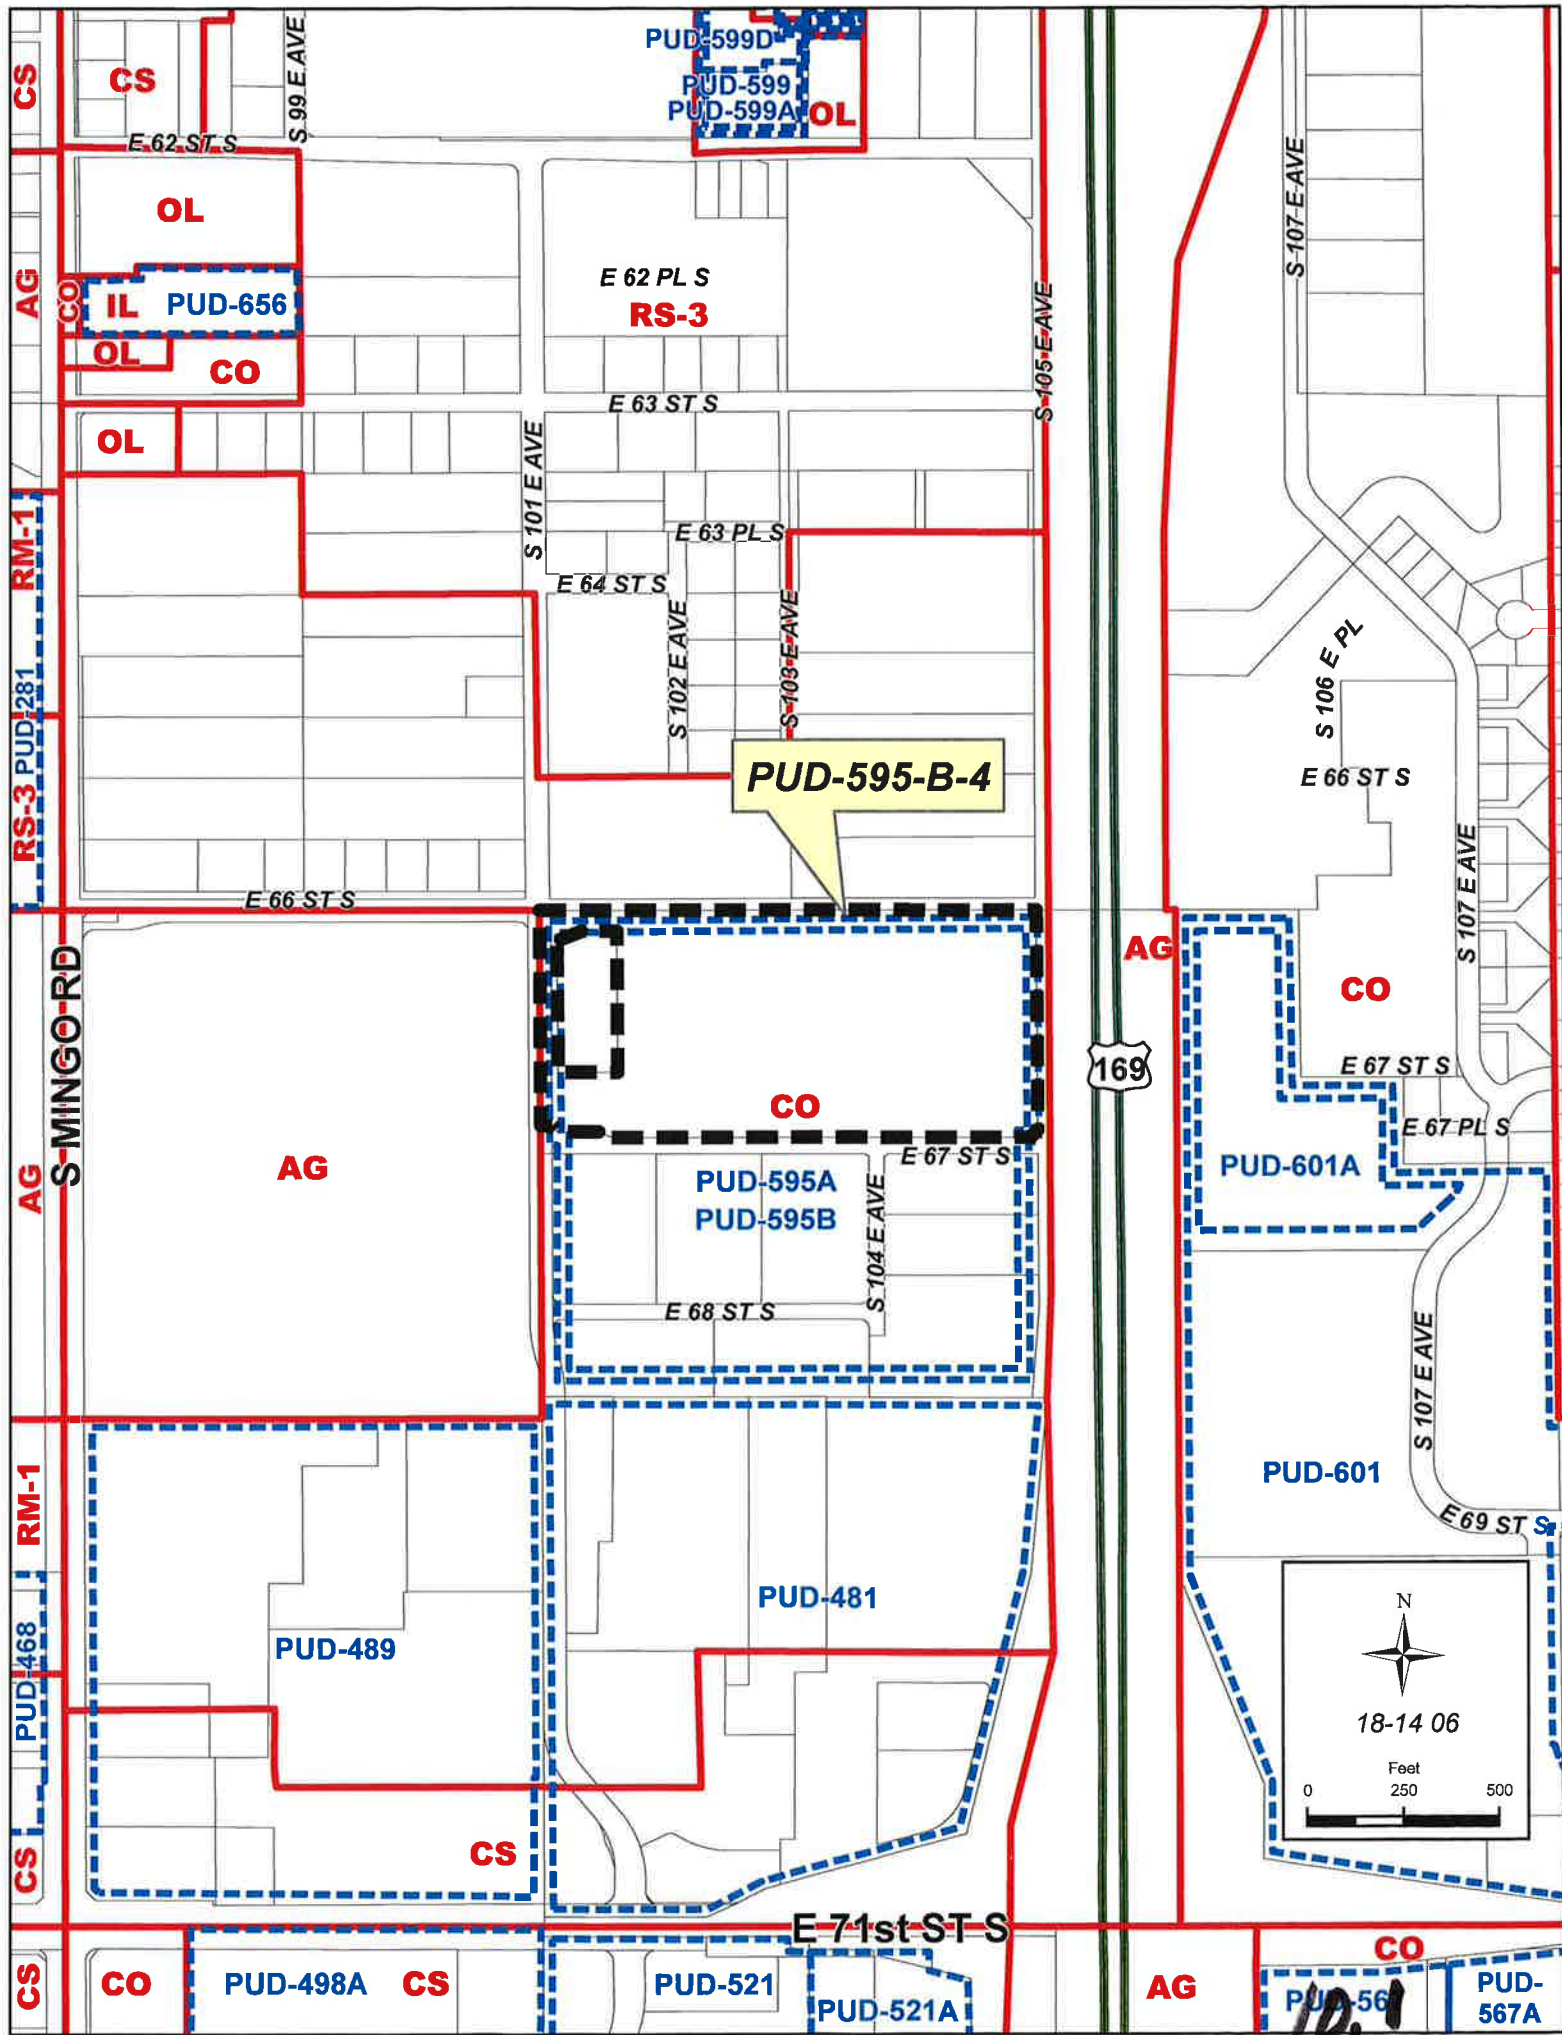 PUD-599D
CS
CS
S 99 E AVE
PUD-599
PUD-599A
OL
E 62 ST S
S 107 E AVE
OL
AG
CO
IL
PUD-656
E 62 PL S
RS-3
S 105 E AVE
OL
CO
E 63 ST S
OL
S 101 E AVE
RM-1
E 63 PL S
E 64 ST S
S 102 E AVE
S 103 E AVE
S 106 E PL
RS-3 PUD-281
PUD-595-B-4
E 66 ST S
S 107 E AVE
E 66 ST S
S MINGO RD
AG
CO
169
E 67 ST S
CO
E 67 PL S
AG
AG
E 67 ST S
PUD-595A
PUD-595B
PUD-601A
S 104 E AVE
E 68 ST S
S 107 E AVE
RM-1
PUD-601
E 69 ST S
PUD-481
PUD-468
PUD-489
N
18-14 06
Feet
0 250 500
CS
CS
E 71st ST S
CO
CS
CO
PUD-498A
CS
PUD-521
PUD-521A
AG
PUD-
567A